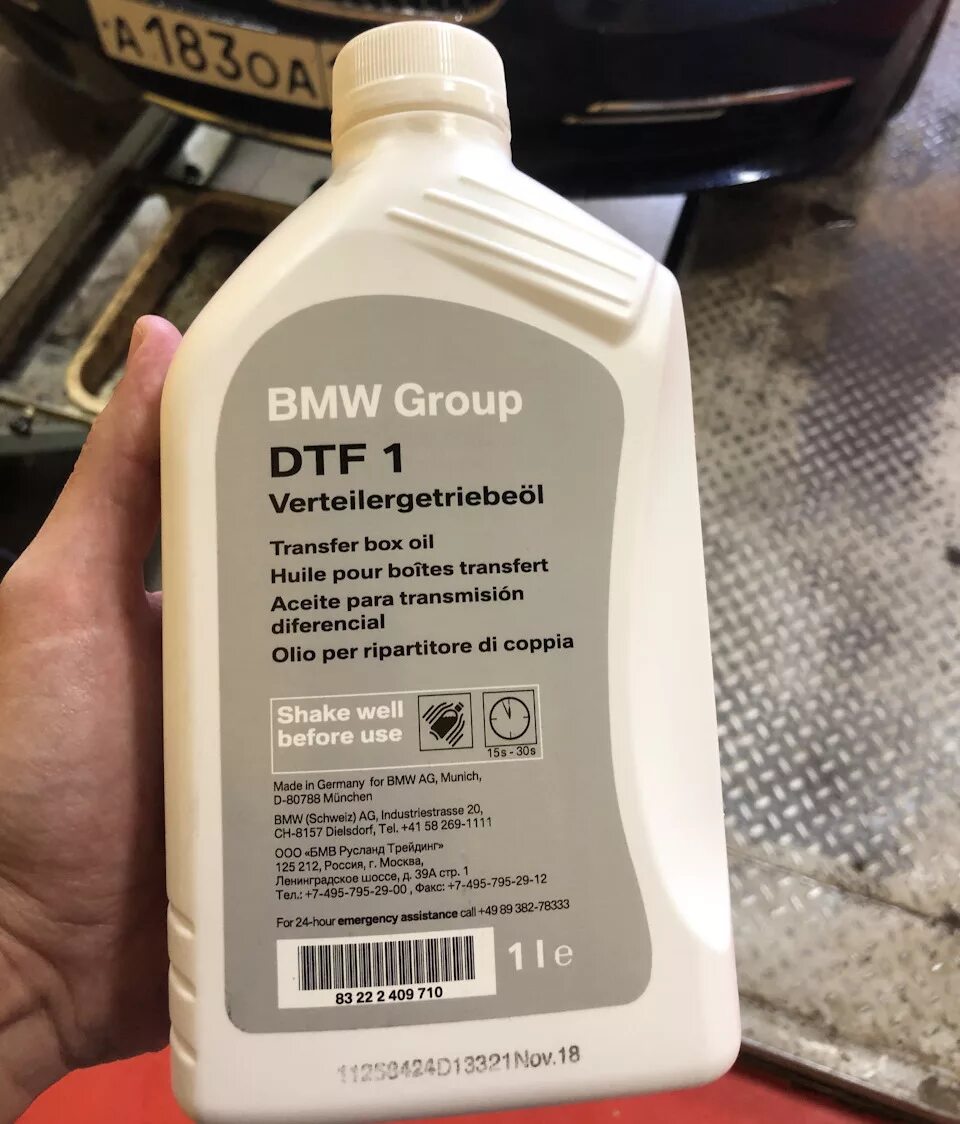 А183ОА
BMW Group
DTF 1
Verteilergetriebeöl
Transfer box oil
Huile pour boîtes transfert
Aceite para transmisión
diferencial
Olio per ripartitore di coppia
Shake well
before use
15s - 30s
Made in Germany for BMW AG, Munich,
D-80788 München
BMW (Schweiz) AG, Industriestrasse 20,
CH-8157 Dielsdorf, Tel. +41 58 269-1111
ООО «БМВ Русланд Трейдинг»
125 212, Россия, г. Москва,
Ленинградское шоссе, д. 39А стр. 1
Тел.: +7-495-795-29-00 , Факс: +7-495-795-29-12
For 24-hour emergency assistance call +49 89 382-78333
83 22 2 409 710
1 l e
11258424D13321Nov.18